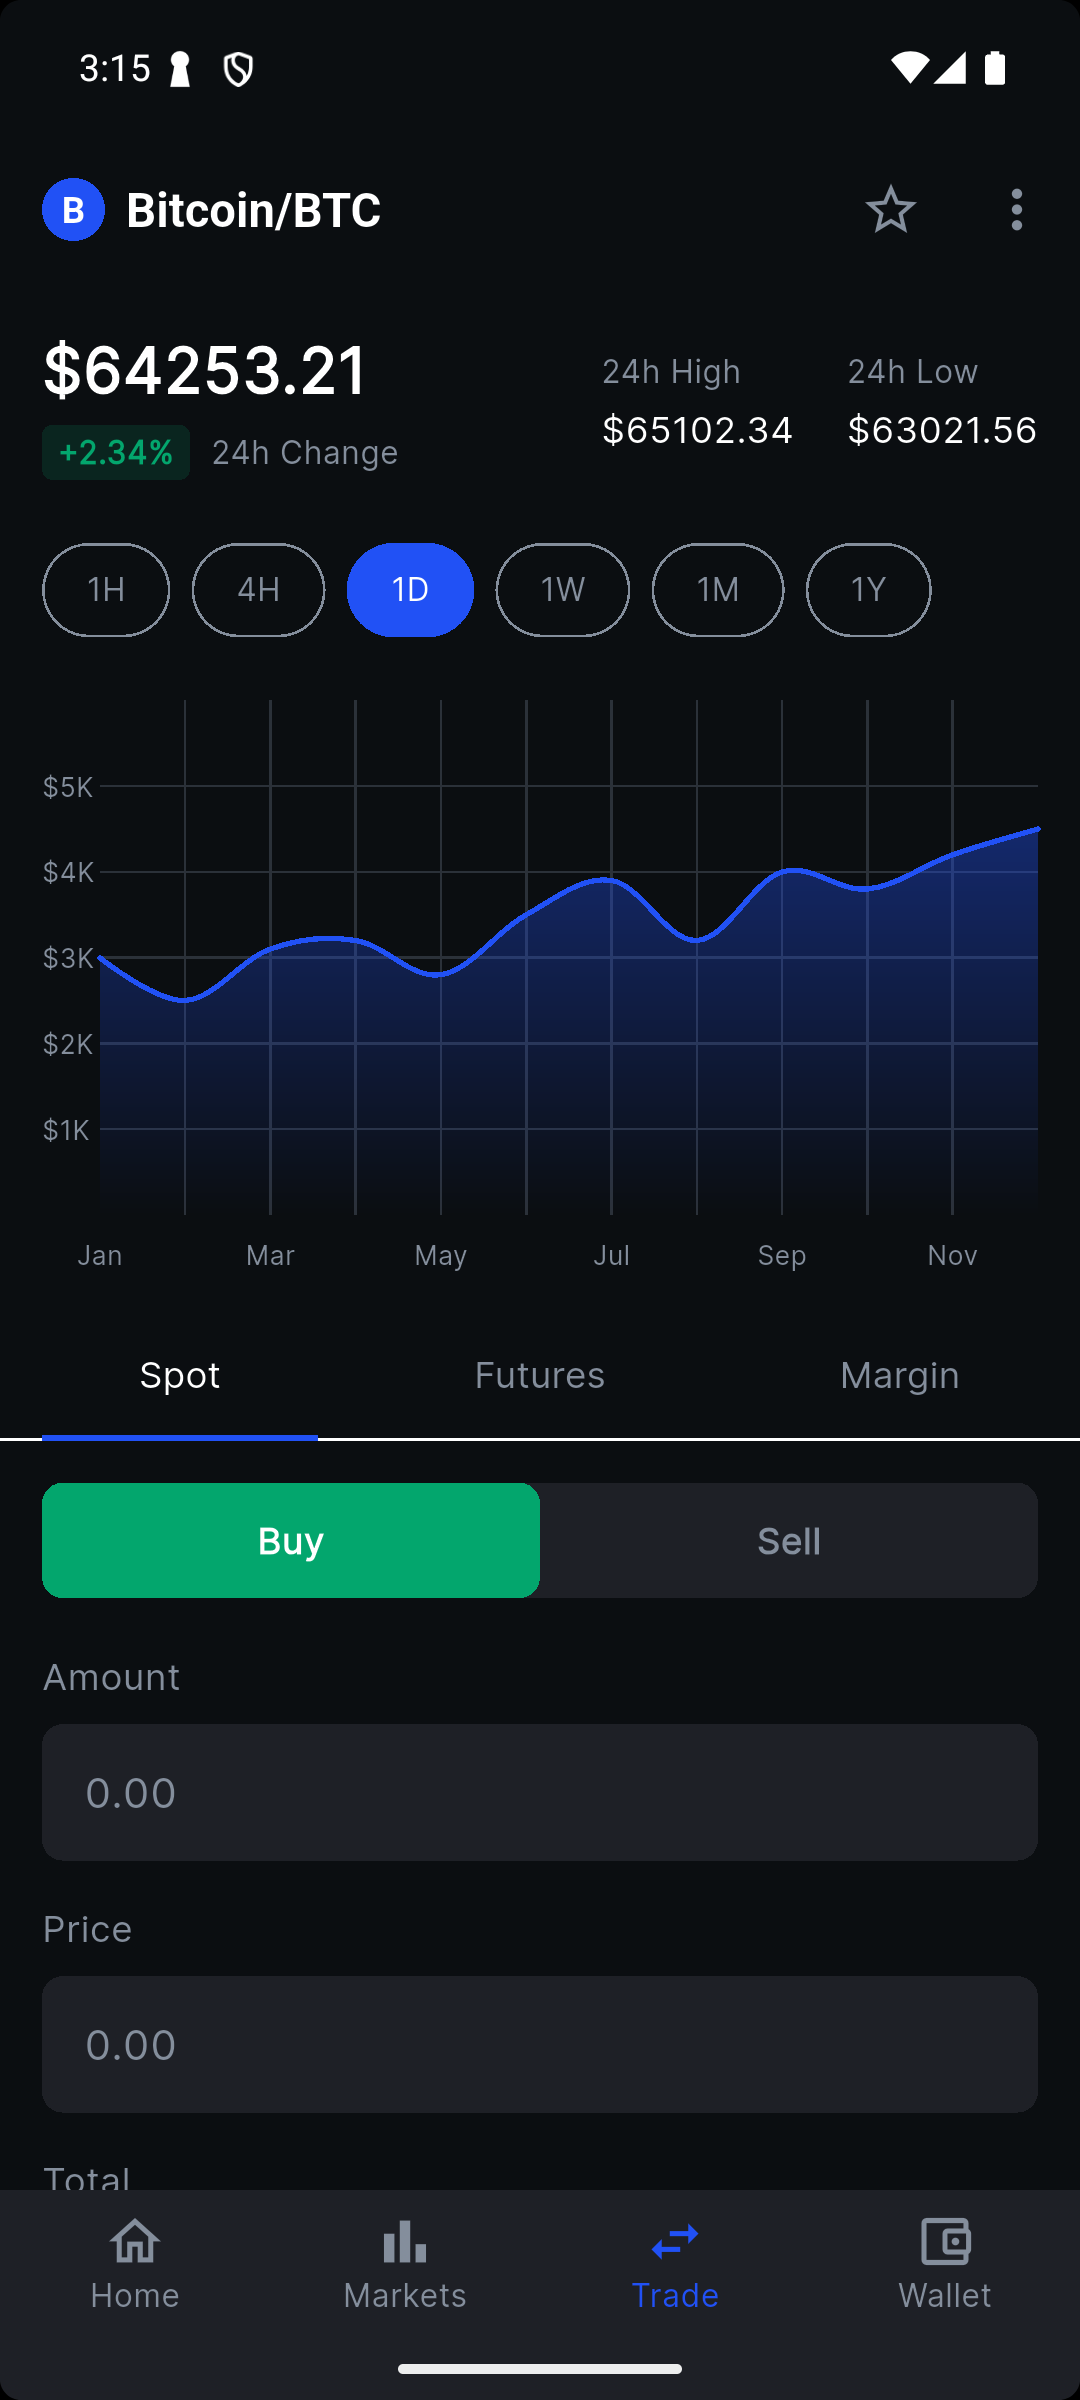 3:15
B Bitcoin/BTC
$64253.21
+2.34% 24h Change
24h High 24h Low
$65102.34 $63021.56
1H 4H 1D 1W 1M 1Y
$5K
$4K
$3K
$2K
$1K
Jan Mar May Jul Sep Nov
Spot Futures Margin
Buy Sell
Amount
0.00
Price
0.00
Total
Home Markets Trade Wallet